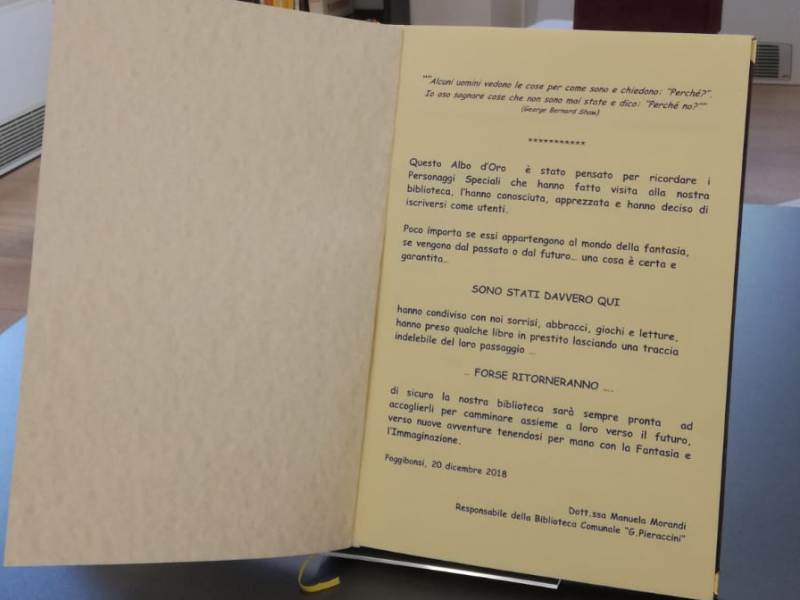 ""Alcuni uomini vedono le cose per come sono e chiedono: "Perché?".
Io oso sognare cose che non sono mai state e dico: "Perché no?""
(George Bernard Shaw)
***********
Questo Albo d'Oro è stato pensato per ricordare i
Personaggi Speciali che hanno fatto visita alla nostra
biblioteca, l'hanno conosciuta, apprezzata e hanno deciso di
iscriversi come utenti.
Poco importa se essi appartengono al mondo della fantasia,
se vengono dal passato o dal futuro... una cosa è certa e
garantita...
SONO STATI DAVVERO QUI
hanno condiviso con noi sorrisi, abbracci, giochi e letture,
hanno preso qualche libro in prestito lasciando una traccia
indelebile del loro passaggio ...
... FORSE RITORNERANNO ....
di sicuro la nostra biblioteca sarà sempre pronta ad
accoglierli per camminare assieme a loro verso il futuro,
verso nuove avventure tenendosi per mano con la Fantasia e
l'Immaginazione.
Poggibonsi, 20 dicembre 2018
Dott.ssa Manuela Morandi
Responsabile della Biblioteca Comunale "G.Pieraccini"